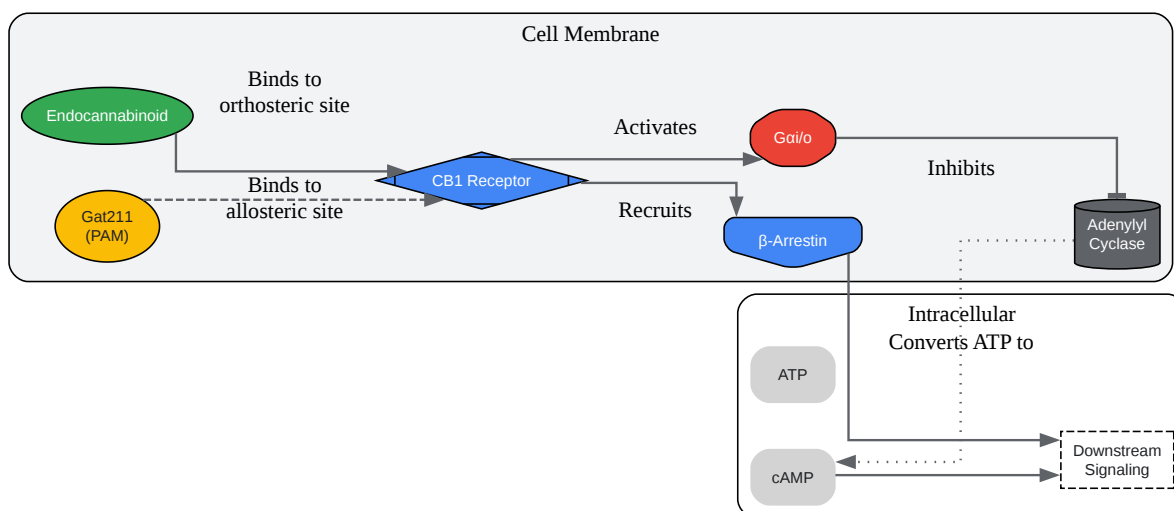 Cell Membrane
Binds to
orthosteric site
Endocannabinoid
Activates
Gαi/o
Inhibits
CB1 Receptor
Binds to
allosteric site
Gat211
(PAM)
Recruits
β-Arrestin
Adenylyl
Cyclase
Intracellular
Converts ATP to
ATP
cAMP
Downstream
Signaling